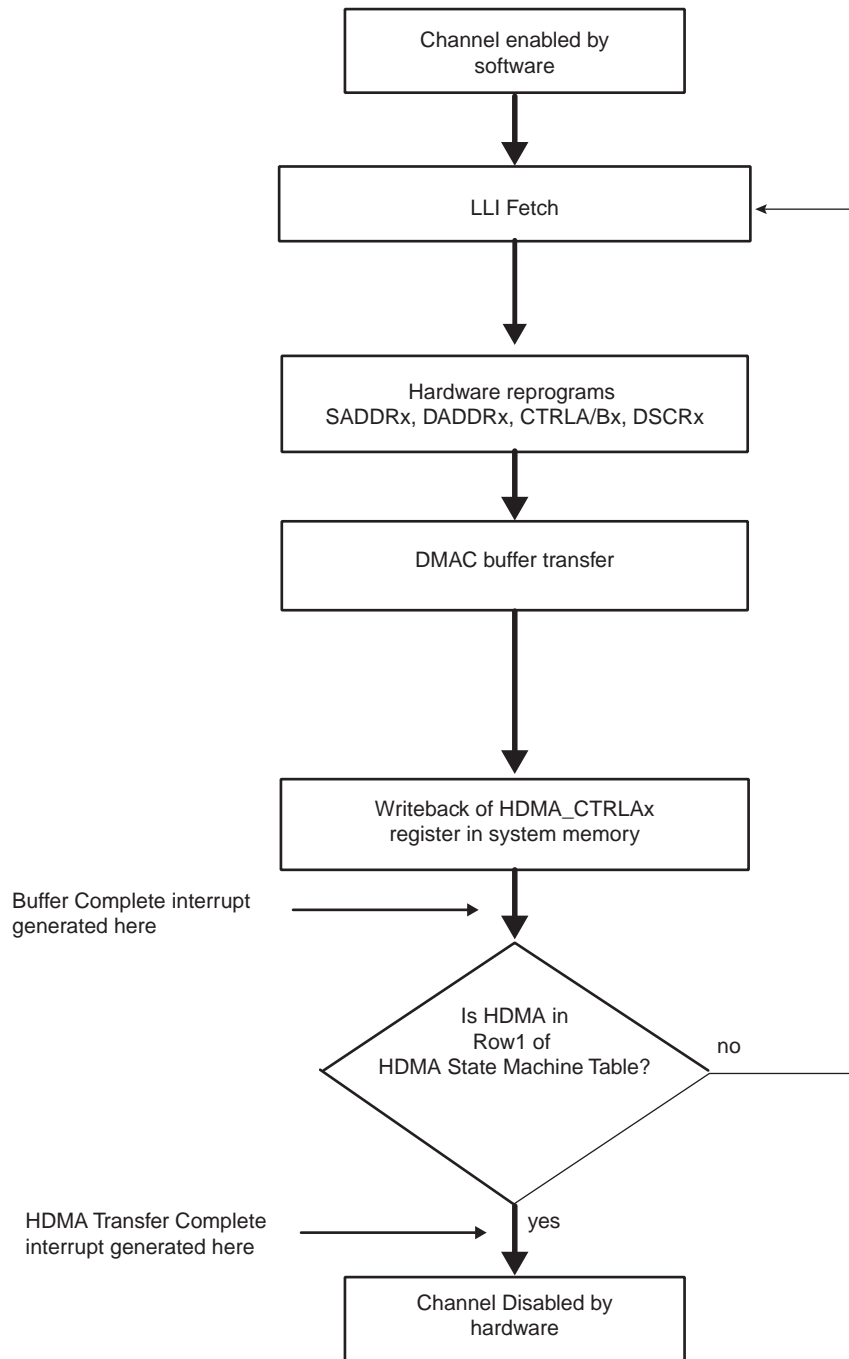 Channel enabled by
software
LLI Fetch
Hardware reprograms
SADDRx, DADDRx, CTRLA/Bx, DSCRx
DMAC buffer transfer
Writeback of HDMA_CTRLAx
register in system memory
Buffer Complete interrupt
generated here
Is HDMA in
Row1 of
HDMA State Machine Table?
no
HDMA Transfer Complete
interrupt generated here
yes
Channel Disabled by
hardware